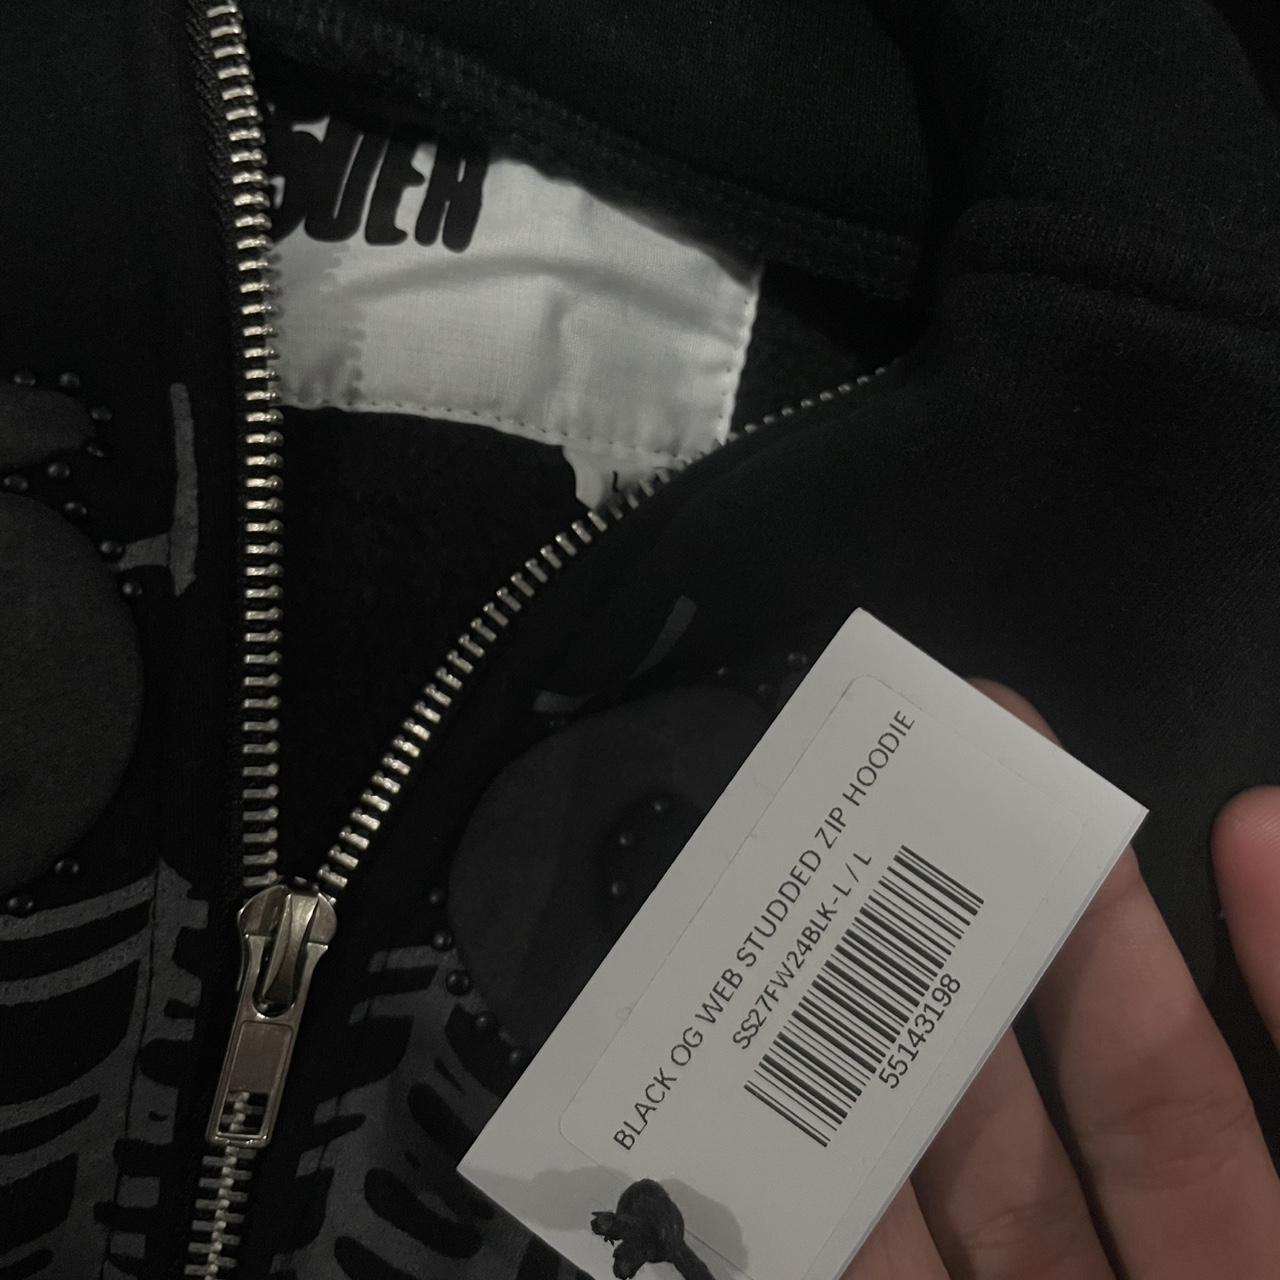 BLACK OG WEB STUDDED ZIP HOODIE
SS27FW24BLK-L / L
55143198